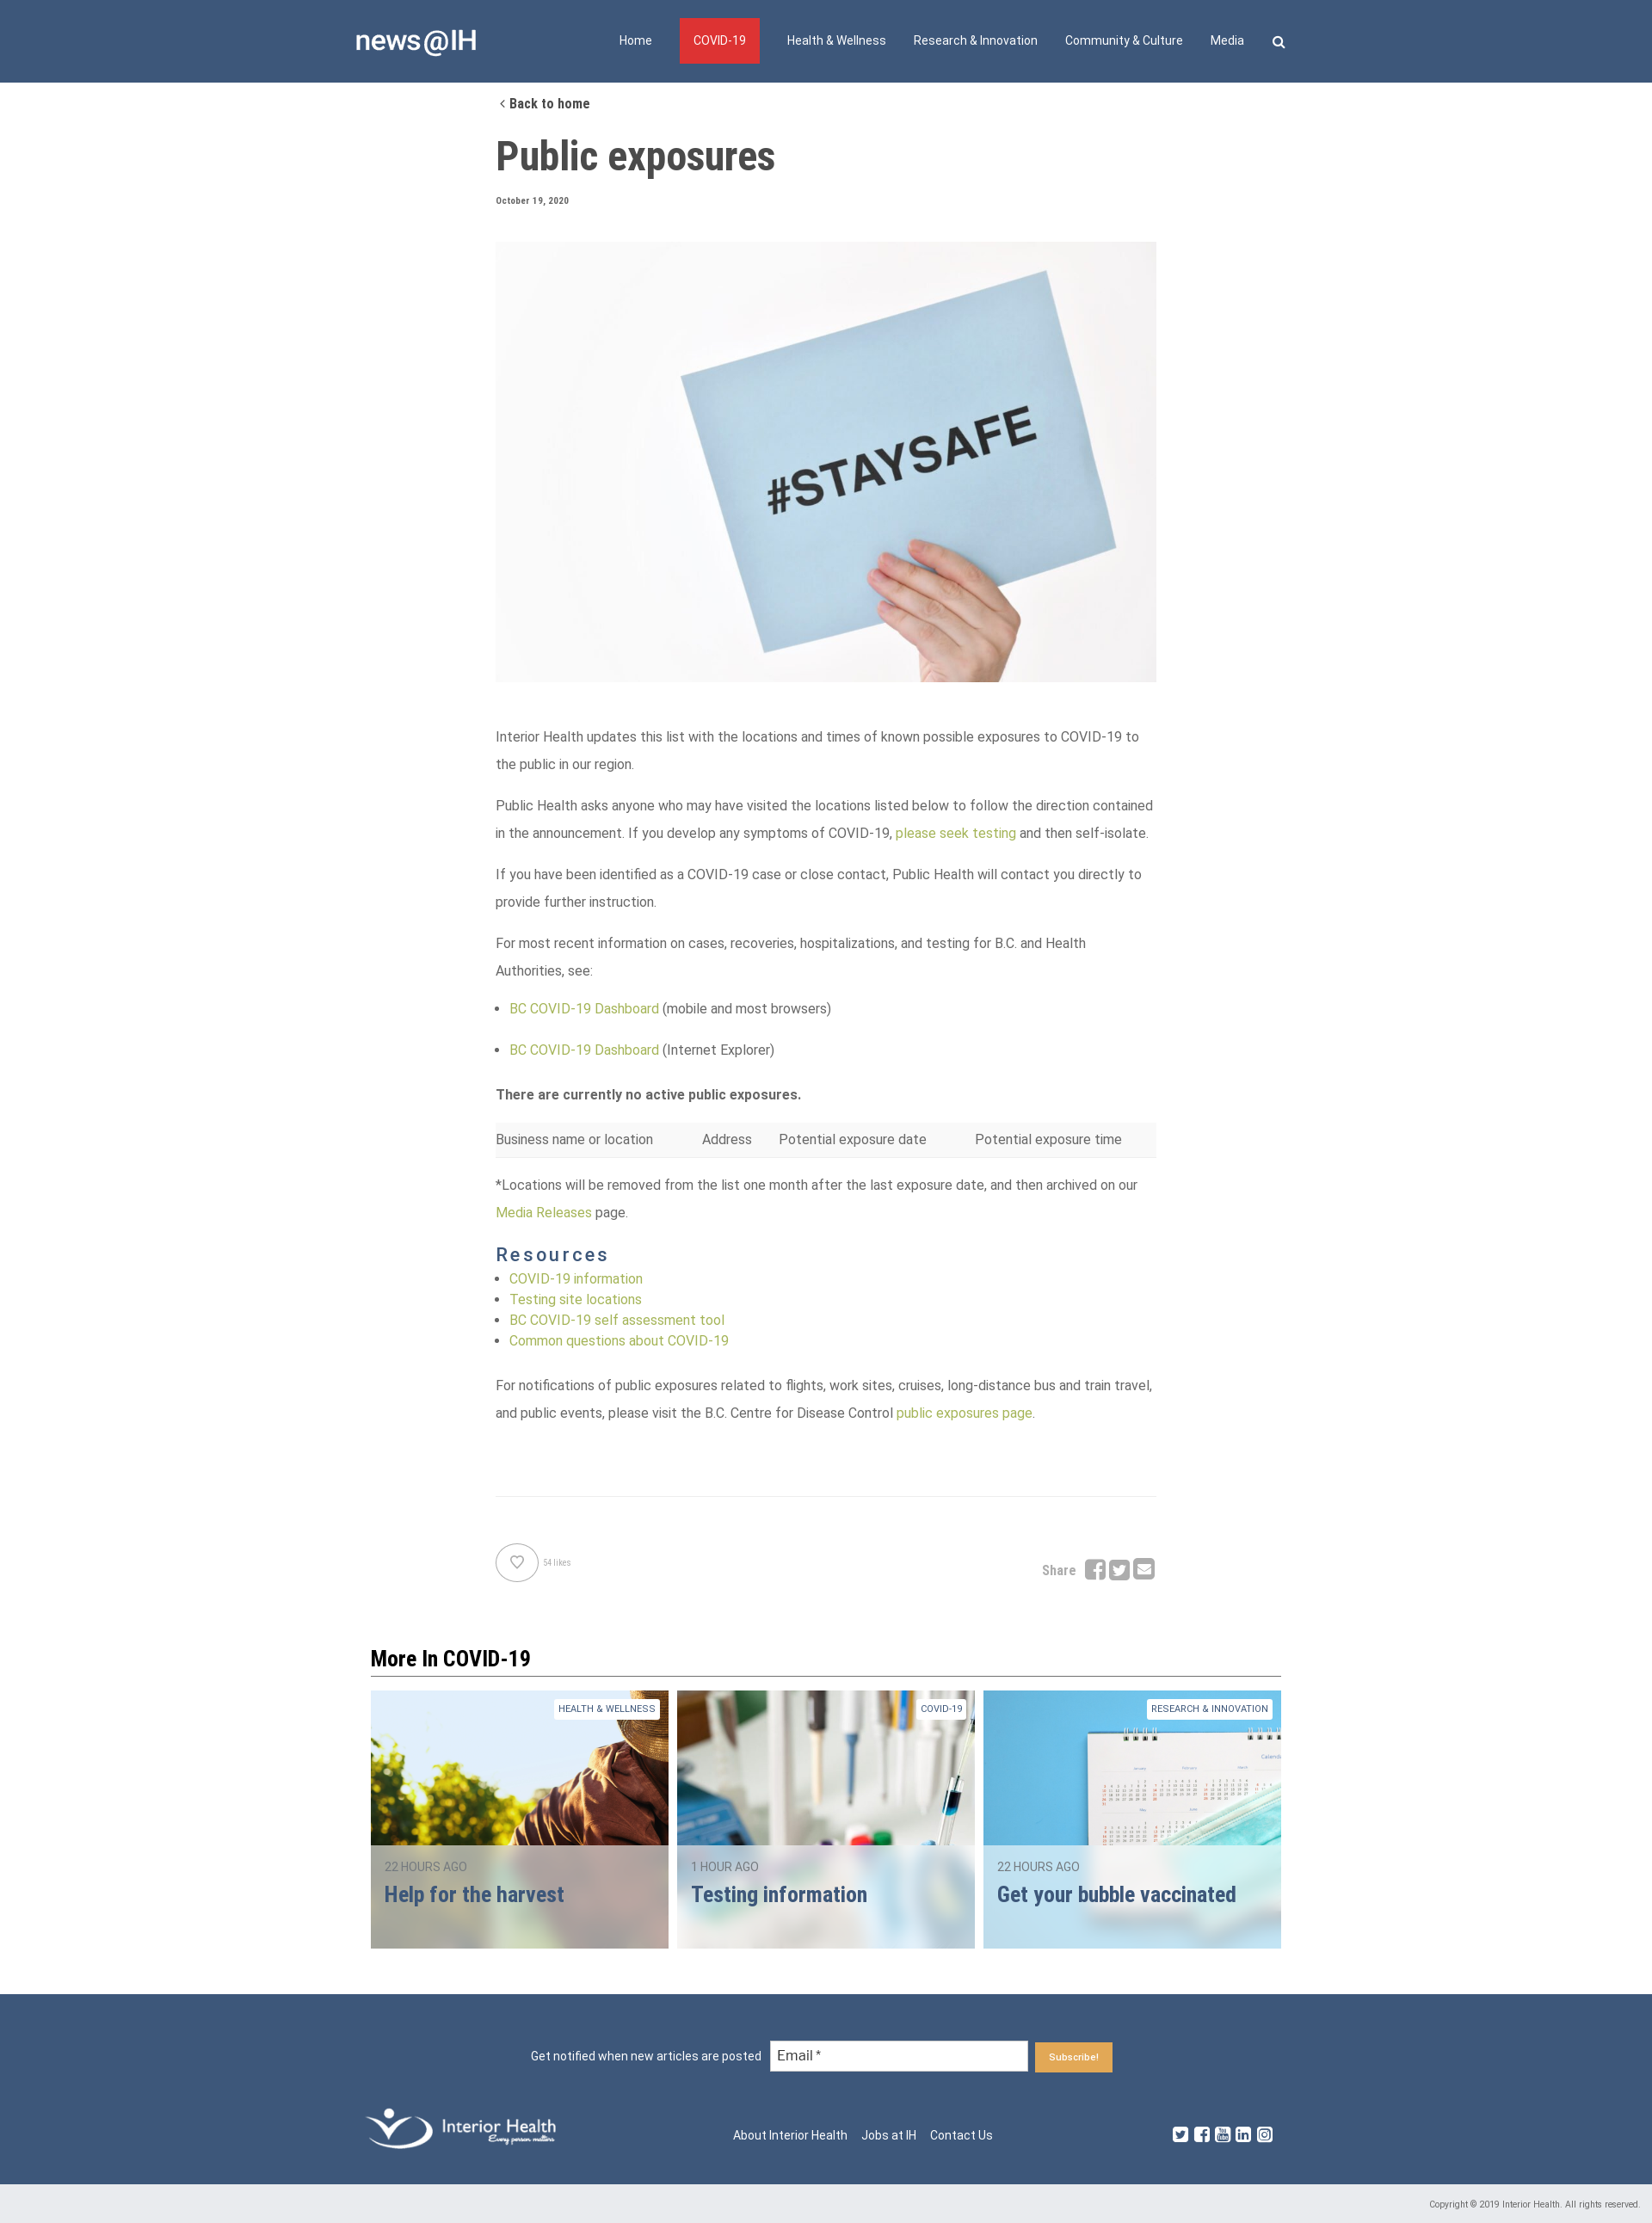 news@IH
Home COVID-19 Health & Wellness Research & Innovation Community & Culture Media
Back to home
Public exposures
October 19, 2020
#STAYSAFE
Interior Health updates this list with the locations and times of known possible exposures to COVID-19 to
the public in our region.
Public Health asks anyone who may have visited the locations listed below to follow the direction contained
in the announcement. If you develop any symptoms of COVID-19, please seek testing and then self-isolate.
If you have been identified as a COVID-19 case or close contact, Public Health will contact you directly to
provide further instruction.
For most recent information on cases, recoveries, hospitalizations, and testing for B.C. and Health
Authorities, see:
BC COVID-19 Dashboard (mobile and most browsers)
BC COVID-19 Dashboard (Internet Explorer)
There are currently no active public exposures.
Business name or location Address Potential exposure date Potential exposure time
*Locations will be removed from the list one month after the last exposure date, and then archived on our
Media Releases page.
Resources
COVID-19 information
Testing site locations
BC COVID-19 self assessment tool
Common questions about COVID-19
For notifications of public exposures related to flights, work sites, cruises, long-distance bus and train travel,
and public events, please visit the B.C. Centre for Disease Control public exposures page.
54 likes
Share
More In COVID-19
HEALTH & WELLNESS
22 HOURS AGO
Help for the harvest
COVID-19
1 HOUR AGO
Testing information
RESEARCH & INNOVATION
22 HOURS AGO
Get your bubble vaccinated
Get notified when new articles are posted Email * Subscribe!
Interior Health
Every person matters
About Interior Health Jobs at IH Contact Us
Copyright © 2019 Interior Health. All rights reserved.